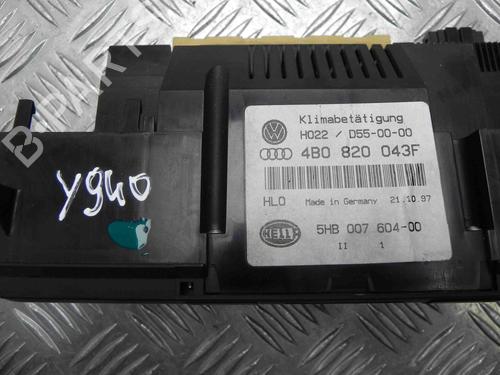 B PARTS
Klimabetätigung
H022 / D55-00-00
4B0 820 043F
HLO Made in Germany 21.10.97
HELLA 5HB 007 604-00
II 1
Y940